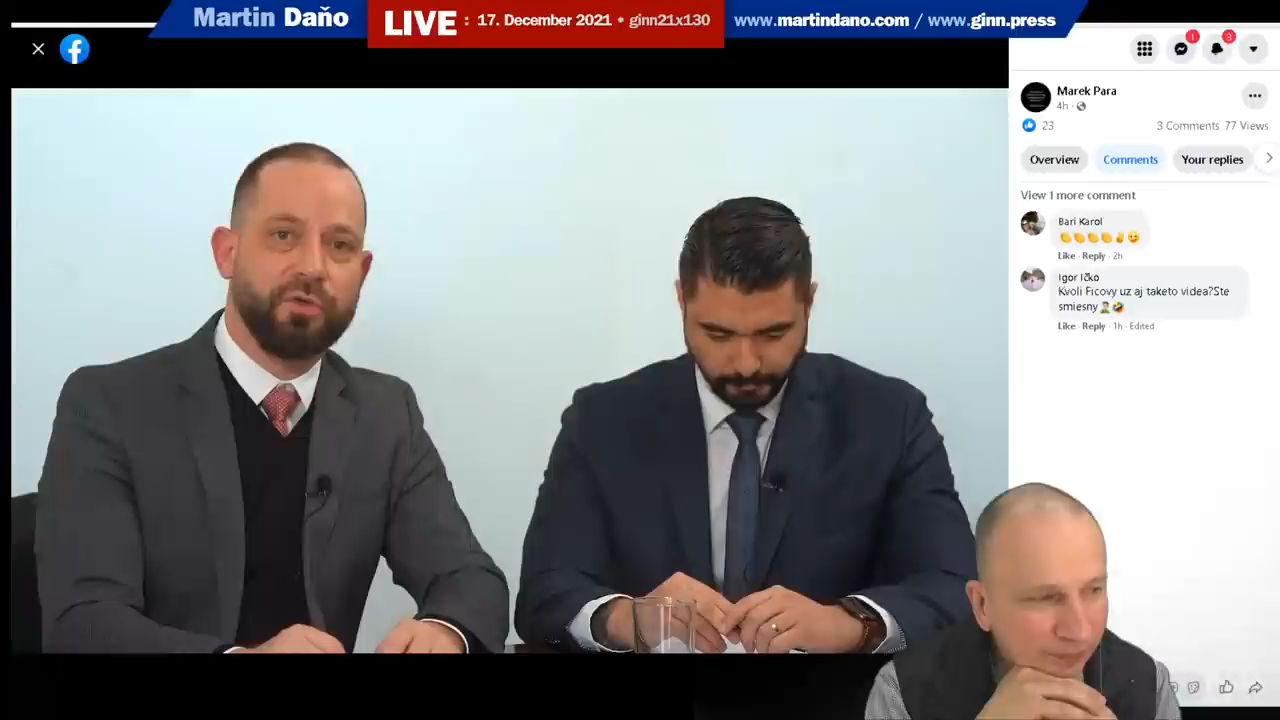 Martin Daňo
LIVE : 17. December 2021 • ginn21x130
www.martindano.com / www.ginn.press
1
3
Marek Para
4h
23
3 Comments 77 Views
Overview Comments Your replies
View 1 more comment
Bari Karol
Like · Reply · 2h
Igor Ičko
Kvoli Ficovy uz aj taketo videa?Ste
smiesny
Like · Reply · 1h · Edited